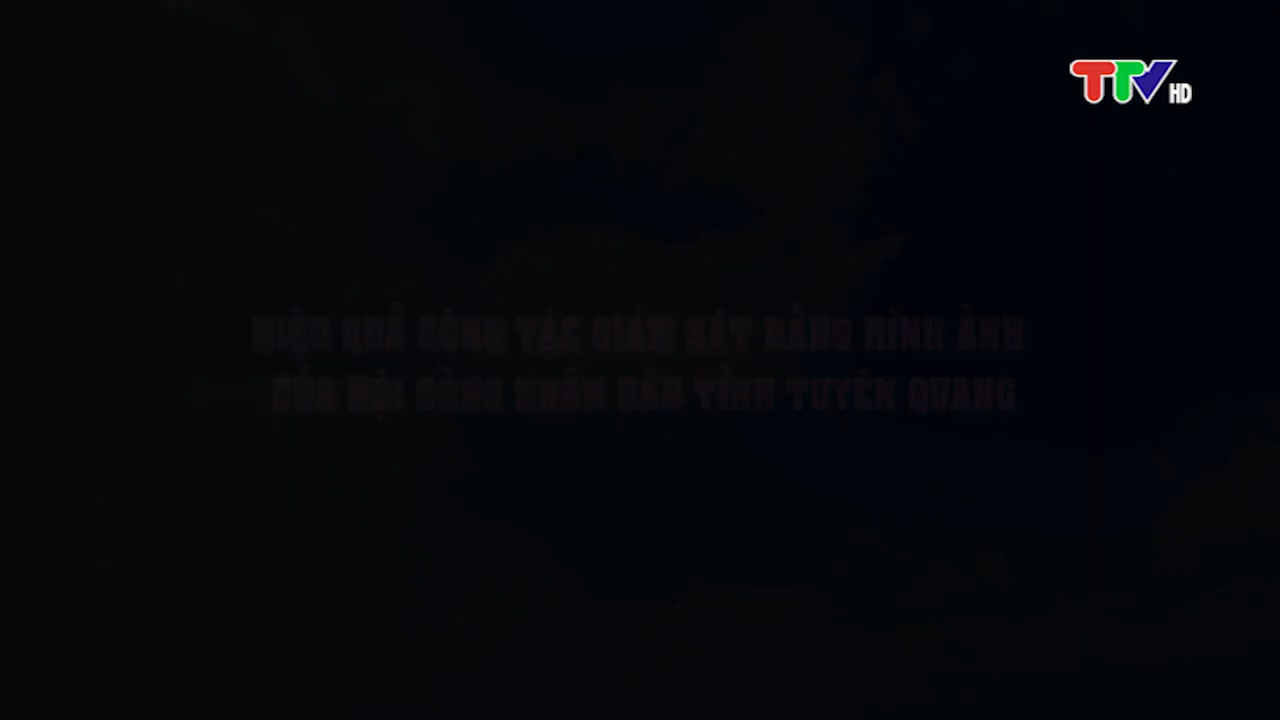 TTV HD
HIỆU QUẢ CÔNG TÁC GIÁM SÁT BẰNG HÌNH ẢNH
CỦA HỘI ĐỒNG NHÂN DÂN TỈNH TUYÊN QUANG